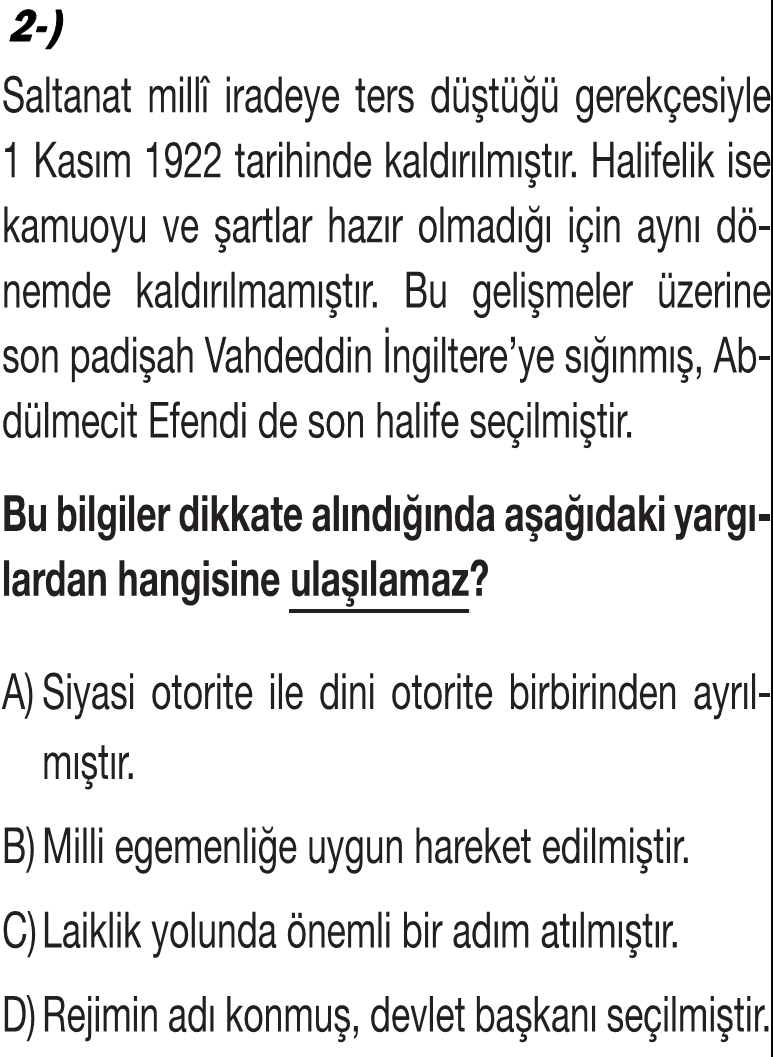 2-)
Saltanat millî iradeye ters düştüğü gerekçesiyle
1 Kasım 1922 tarihinde kaldırılmıştır. Halifelik ise
kamuoyu ve şartlar hazır olmadığı için aynı dö-
nemde kaldırılmamıştır. Bu gelişmeler üzerine
son padişah Vahdeddin İngiltere’ye sığınmış, Ab-
dülmecit Efendi de son halife seçilmiştir.
Bu bilgiler dikkate alındığında aşağıdaki yargı-
lardan hangisine ulaşılamaz?
A) Siyasi otorite ile dini otorite birbirinden ayrıl-
mıştır.
B) Milli egemenliğe uygun hareket edilmiştir.
C) Laiklik yolunda önemli bir adım atılmıştır.
D) Rejimin adı konmuş, devlet başkanı seçilmiştir.